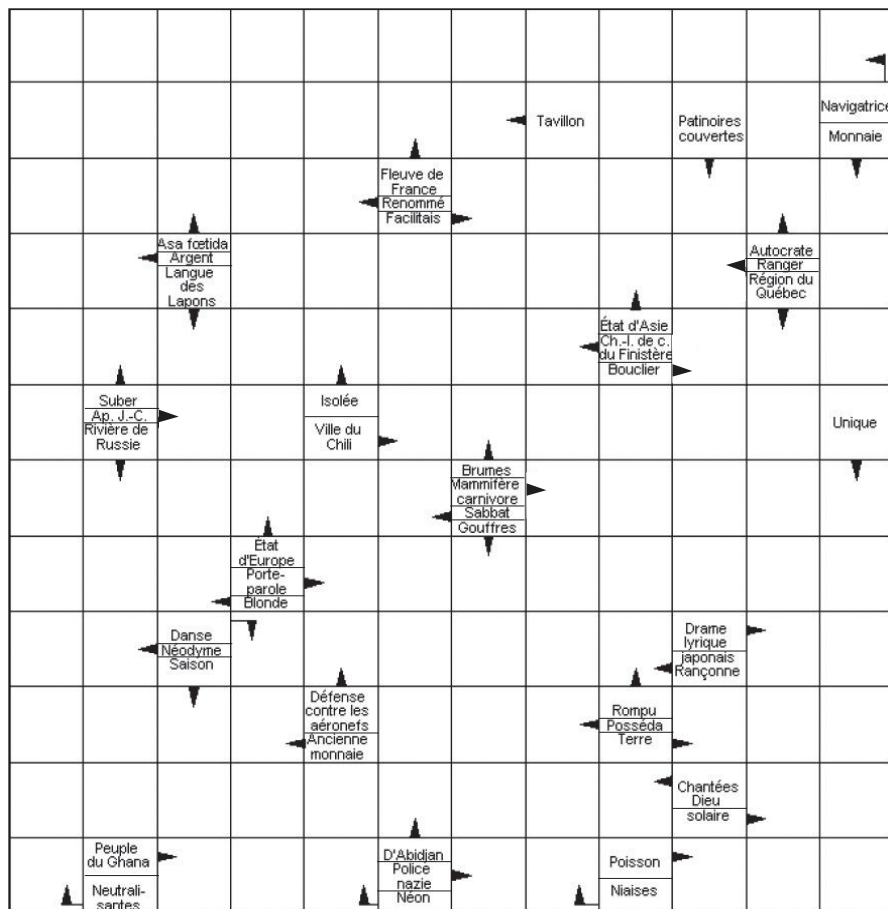 Tavillon
Patinoires
couvertes
Navigatrice
Monnaie
Fleuve de
France
Renommé
Facilitais
Asa fœtida
Argent
Langue
des
Lapons
Autocrate
Ranger
Région du
Québec
État d'Asie
Ch.-l. de c.
du Finistère
Bouclier
Suber
Ap. J.-C.
Rivière de
Russie
Isolée
Ville du
Chili
Unique
Brumes
Mammifère
carnivore
Sabbat
Gouffres
État
d'Europe
Porte-
parole
Blonde
Danse
Néodyme
Saison
Drame
lyrique
japonais
Rançonne
Défense
contre les
aéronefs
Ancienne
monnaie
Rompu
Posséda
Terre
Chantées
Dieu
solaire
Peuple
du Ghana
Neutrali-
santes
D'Abidjan
Police
nazie
Néon
Poisson
Niaises